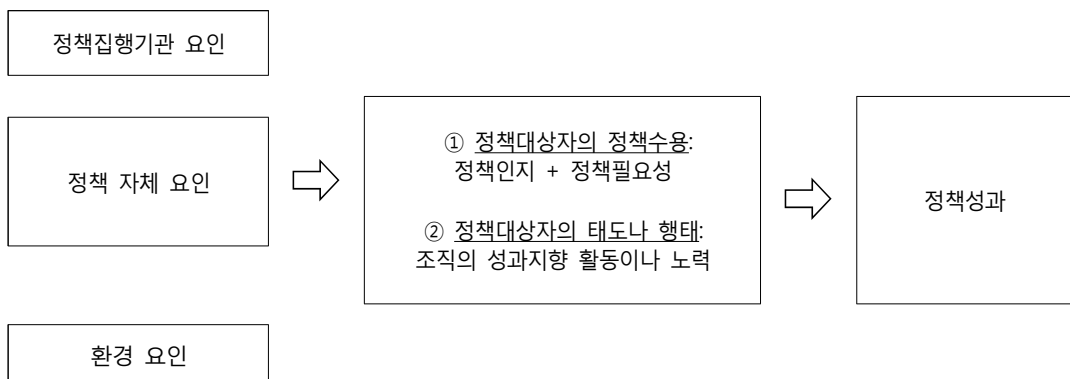 정책집행기관 요인
정책 자체 요인
환경 요인
① 정책대상자의 정책수용:
정책인지 + 정책필요성
② 정책대상자의 태도나 행태:
조직의 성과지향 활동이나 노력
정책성과